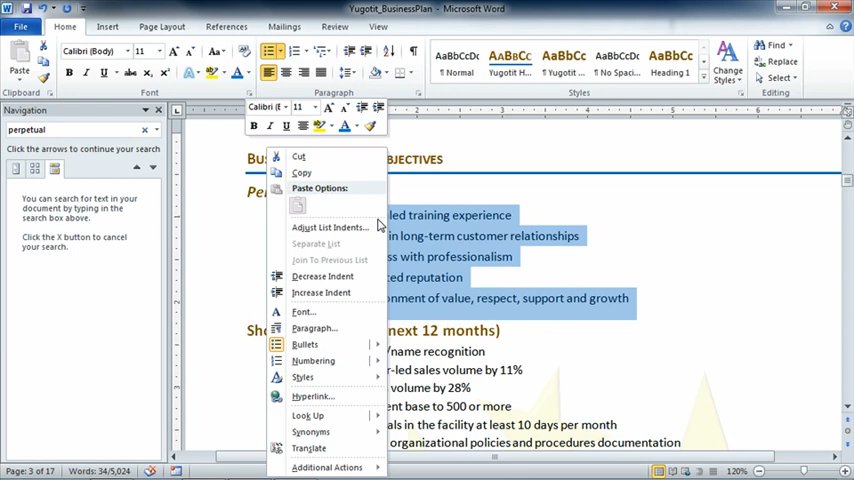 Yugotit_BusinessPlan - Microsoft Word
File Home Insert Page Layout References Mailings Review View
Paste
Calibri (Body) 11
Clipboard Font Paragraph Styles
AaBbCcDc AaBbCc AaBbCc AaBbCcDc AaBbCc
¶ Normal Yugotit H... ¶ Yugotit ... ¶ No Spaci... Heading 1
Change Styles
Find
Replace
Select
Navigation
perpetual
Click the arrows to continue your search
You can search for text in your
document by typing in the
search box above.
Click the X button to cancel
your search.
Calibri (E 11
Cut
Copy
Paste Options:
Adjust List Indents...
Separate List
Join To Previous List
Decrease Indent
Increase Indent
Font...
Paragraph...
Bullets
Numbering
Styles
Hyperlink...
Look Up
Synonyms
Translate
Additional Actions
OBJECTIVES
led training experience
in long-term customer relationships
ss with professionalism
ted reputation
onment of value, respect, support and growth
(next 12 months)
/name recognition
r-led sales volume by 11%
volume by 28%
ent base to 500 or more
als in the facility at least 10 days per month
organizational policies and procedures documentation
Page: 3 of 17 Words: 34/5,024 120%